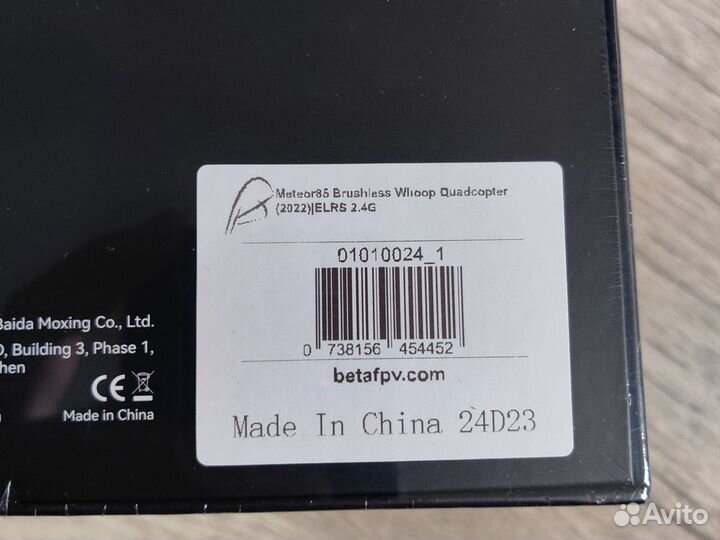 Meteor85 Brushless Whoop Quadcopter
(2022)|ELRS 2.4G
01010024_1
0 738156 454452
betafpv.com
Made In China 24D23
Baida Moxing Co., Ltd.
Building 3, Phase 1,
CE
Made in China
Avito